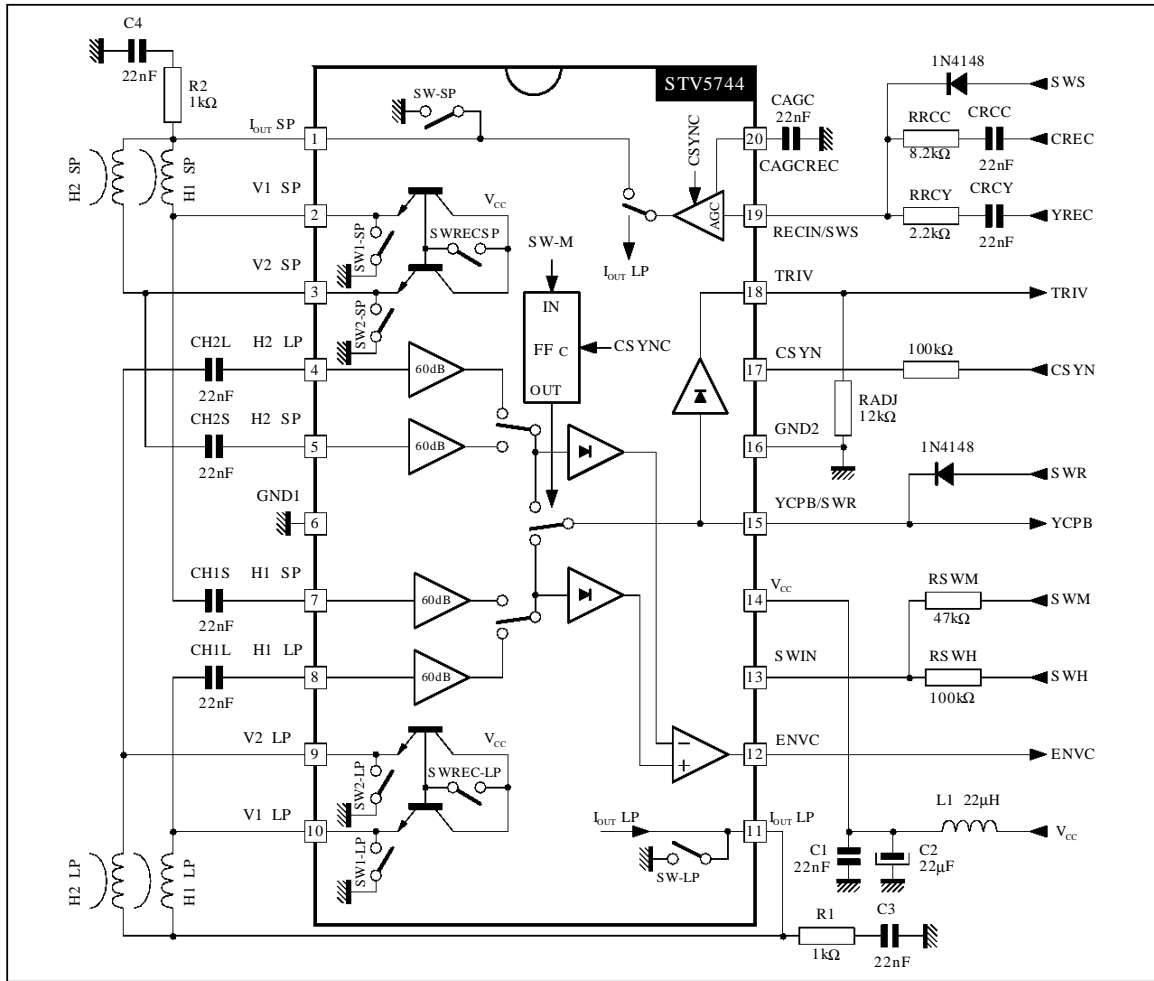 C4
22nF
R2
1kΩ
STV5744
SW-SP
IOUT SP
1
H2 SP
H1 SP
V1 SP
2
VCC
SW1-SP
SWRECSP
V2 SP
3
SW2-SP
CH2L
H2 LP
22nF
4
60dB
CH2S
H2 SP
22nF
5
60dB
GND1
6
CH1S
H1 SP
22nF
7
60dB
CH1L
H1 LP
22nF
8
60dB
V2 LP
9
VCC
SW2-LP
SWREC-LP
V1 LP
10
SW1-LP
H2 LP
H1 LP
SW-M
IN
FF C
OUT
CSYNC
CSYNC
AGC
IOUT LP
IOUT LP
SW-LP
−
+
CAGC
22nF
20
CAGCREC
19
RECIN/SWS
1N4148
SWS
RRCC
8.2kΩ
CRCC
22nF
CREC
RRCY
2.2kΩ
CRCY
22nF
YREC
TRIV
18
TRIV
CSYN
17
100kΩ
CSYN
RADJ
12kΩ
GND2
16
1N4148
SWR
YCPB/SWR
15
YCPB
VCC
14
RSWM
47kΩ
SWM
SWIN
13
RSWH
100kΩ
SWH
ENVC
12
ENVC
IOUT LP
11
L1 22μH
VCC
C1
22nF
C2
22μF
R1
1kΩ
C3
22nF